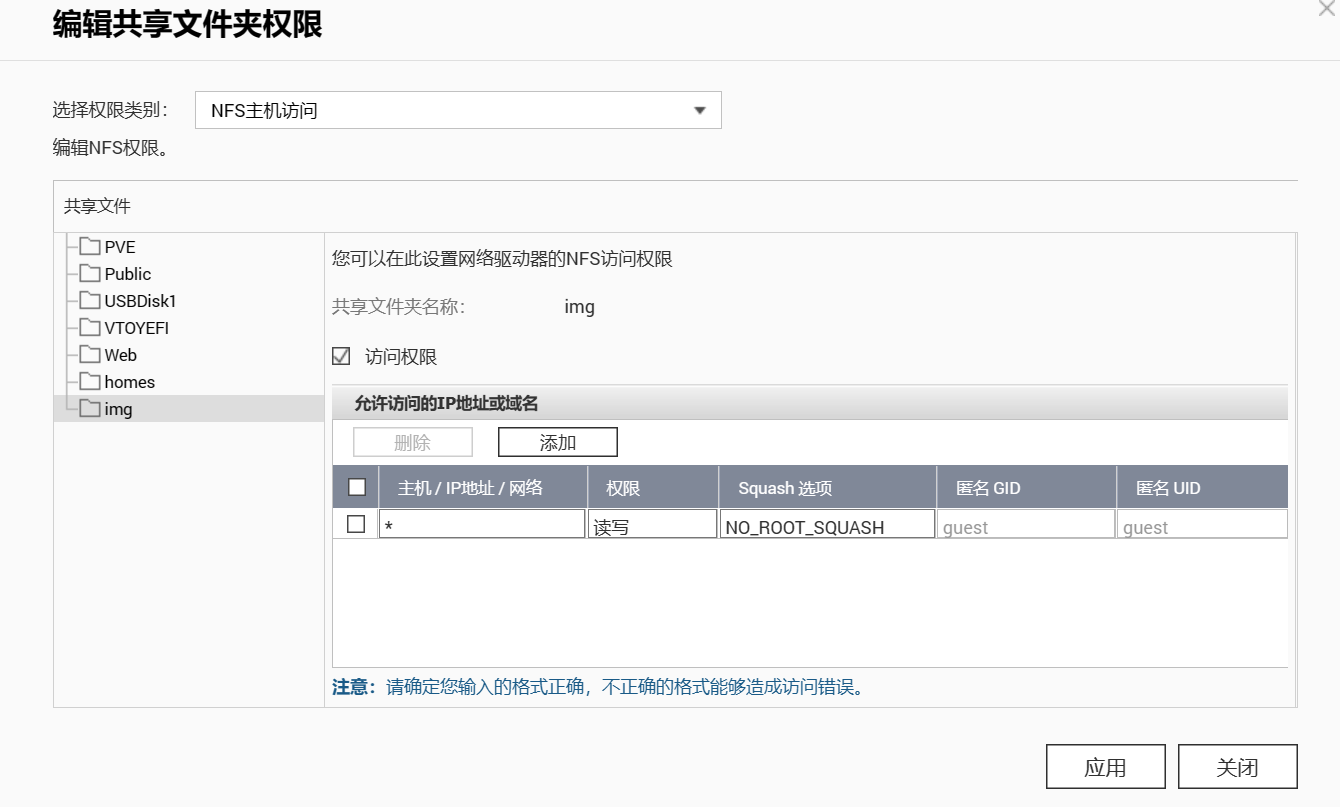 编辑共享文件夹权限
选择权限类别：
NFS主机访问
编辑NFS权限。
共享文件
PVE
Public
USBDisk1
VTOYEFI
Web
homes
img
您可以在此设置网络驱动器的NFS访问权限
共享文件夹名称： img
访问权限
允许访问的IP地址或域名
删除 添加
主机 / IP地址 / 网络 权限 Squash 选项 匿名 GID 匿名 UID
* 读写 NO_ROOT_SQUASH guest guest
注意：请确定您输入的格式正确，不正确的格式能够造成访问错误。
应用 关闭